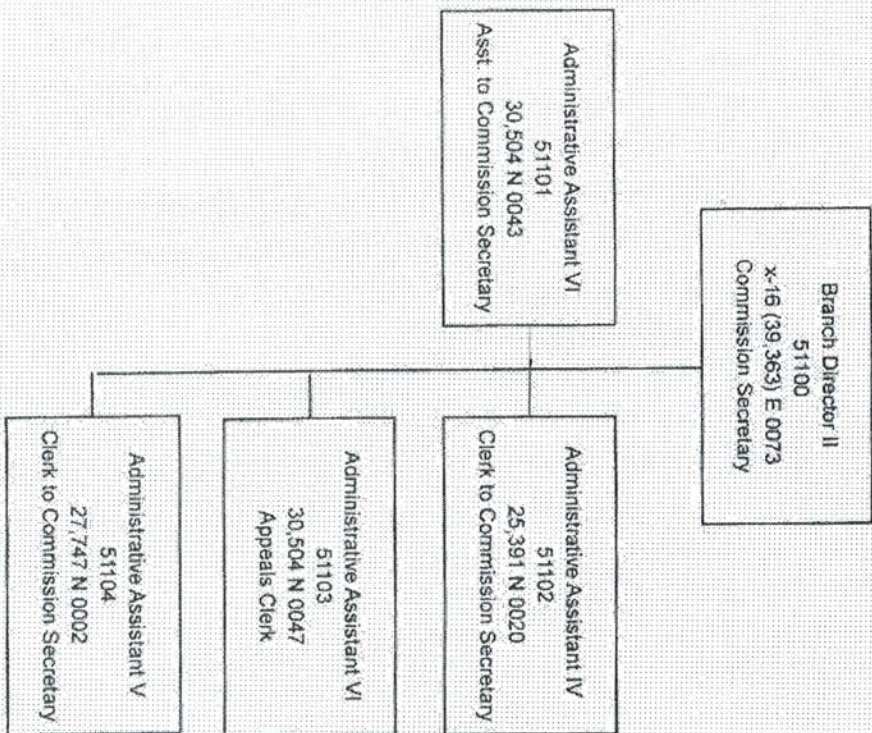 Branch Director II
51100
x-16 (39,363) E 0073
Commission Secretary
Administrative Assistant VI
51101
30,504 N 0043
Asst. to Commission Secretary
Administrative Assistant IV
51102
25,391 N 0020
Clerk to Commission Secretary
Administrative Assistant VI
51103
30,504 N 0047
Appeals Clerk
Administrative Assistant V
51104
27,747 N 0002
Clerk to Commission Secretary